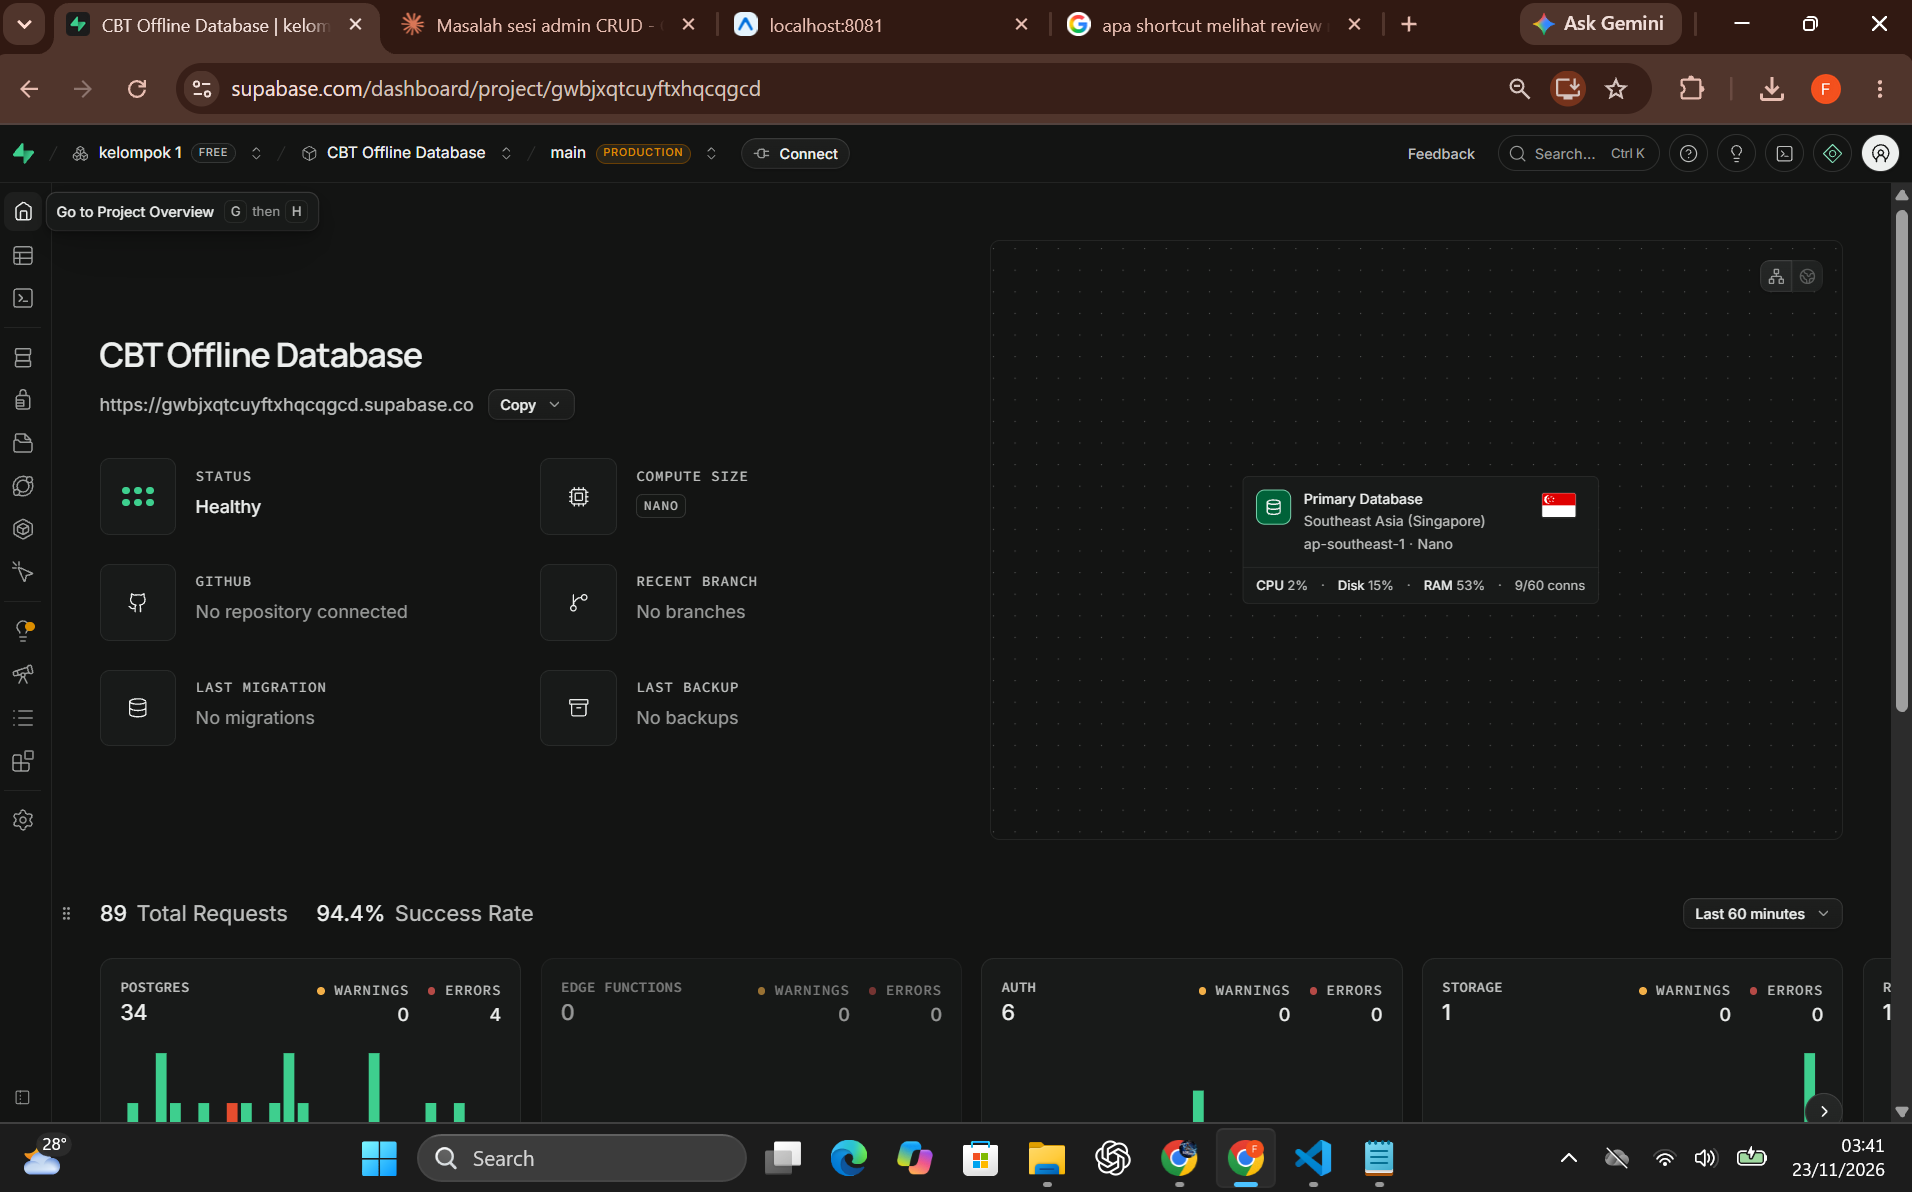 CBT Offline Database | kelom
Masalah sesi admin CRUD -
localhost:8081
apa shortcut melihat review
Ask Gemini
supabase.com/dashboard/project/gwbjxqtcuyftxhqcqgcd
F
kelompok 1 FREE
CBT Offline Database
main PRODUCTION
Connect
Feedback
Search... Ctrl K
Go to Project Overview G then H
CBT Offline Database
https://gwbjxqtcuyftxhqcqgcd.supabase.co
Copy
STATUS
Healthy
COMPUTE SIZE
NANO
GITHUB
No repository connected
RECENT BRANCH
No branches
LAST MIGRATION
No migrations
LAST BACKUP
No backups
Primary Database
Southeast Asia (Singapore)
ap-southeast-1 · Nano
CPU 2% · Disk 15% · RAM 53% · 9/60 conns
89 Total Requests 94.4% Success Rate
Last 60 minutes
POSTGRES
34
WARNINGS
0
ERRORS
4
EDGE FUNCTIONS
0
WARNINGS
0
ERRORS
0
AUTH
6
WARNINGS
0
ERRORS
0
STORAGE
1
WARNINGS
0
ERRORS
0
R
1
28°
Search
F
03:41
23/11/2026